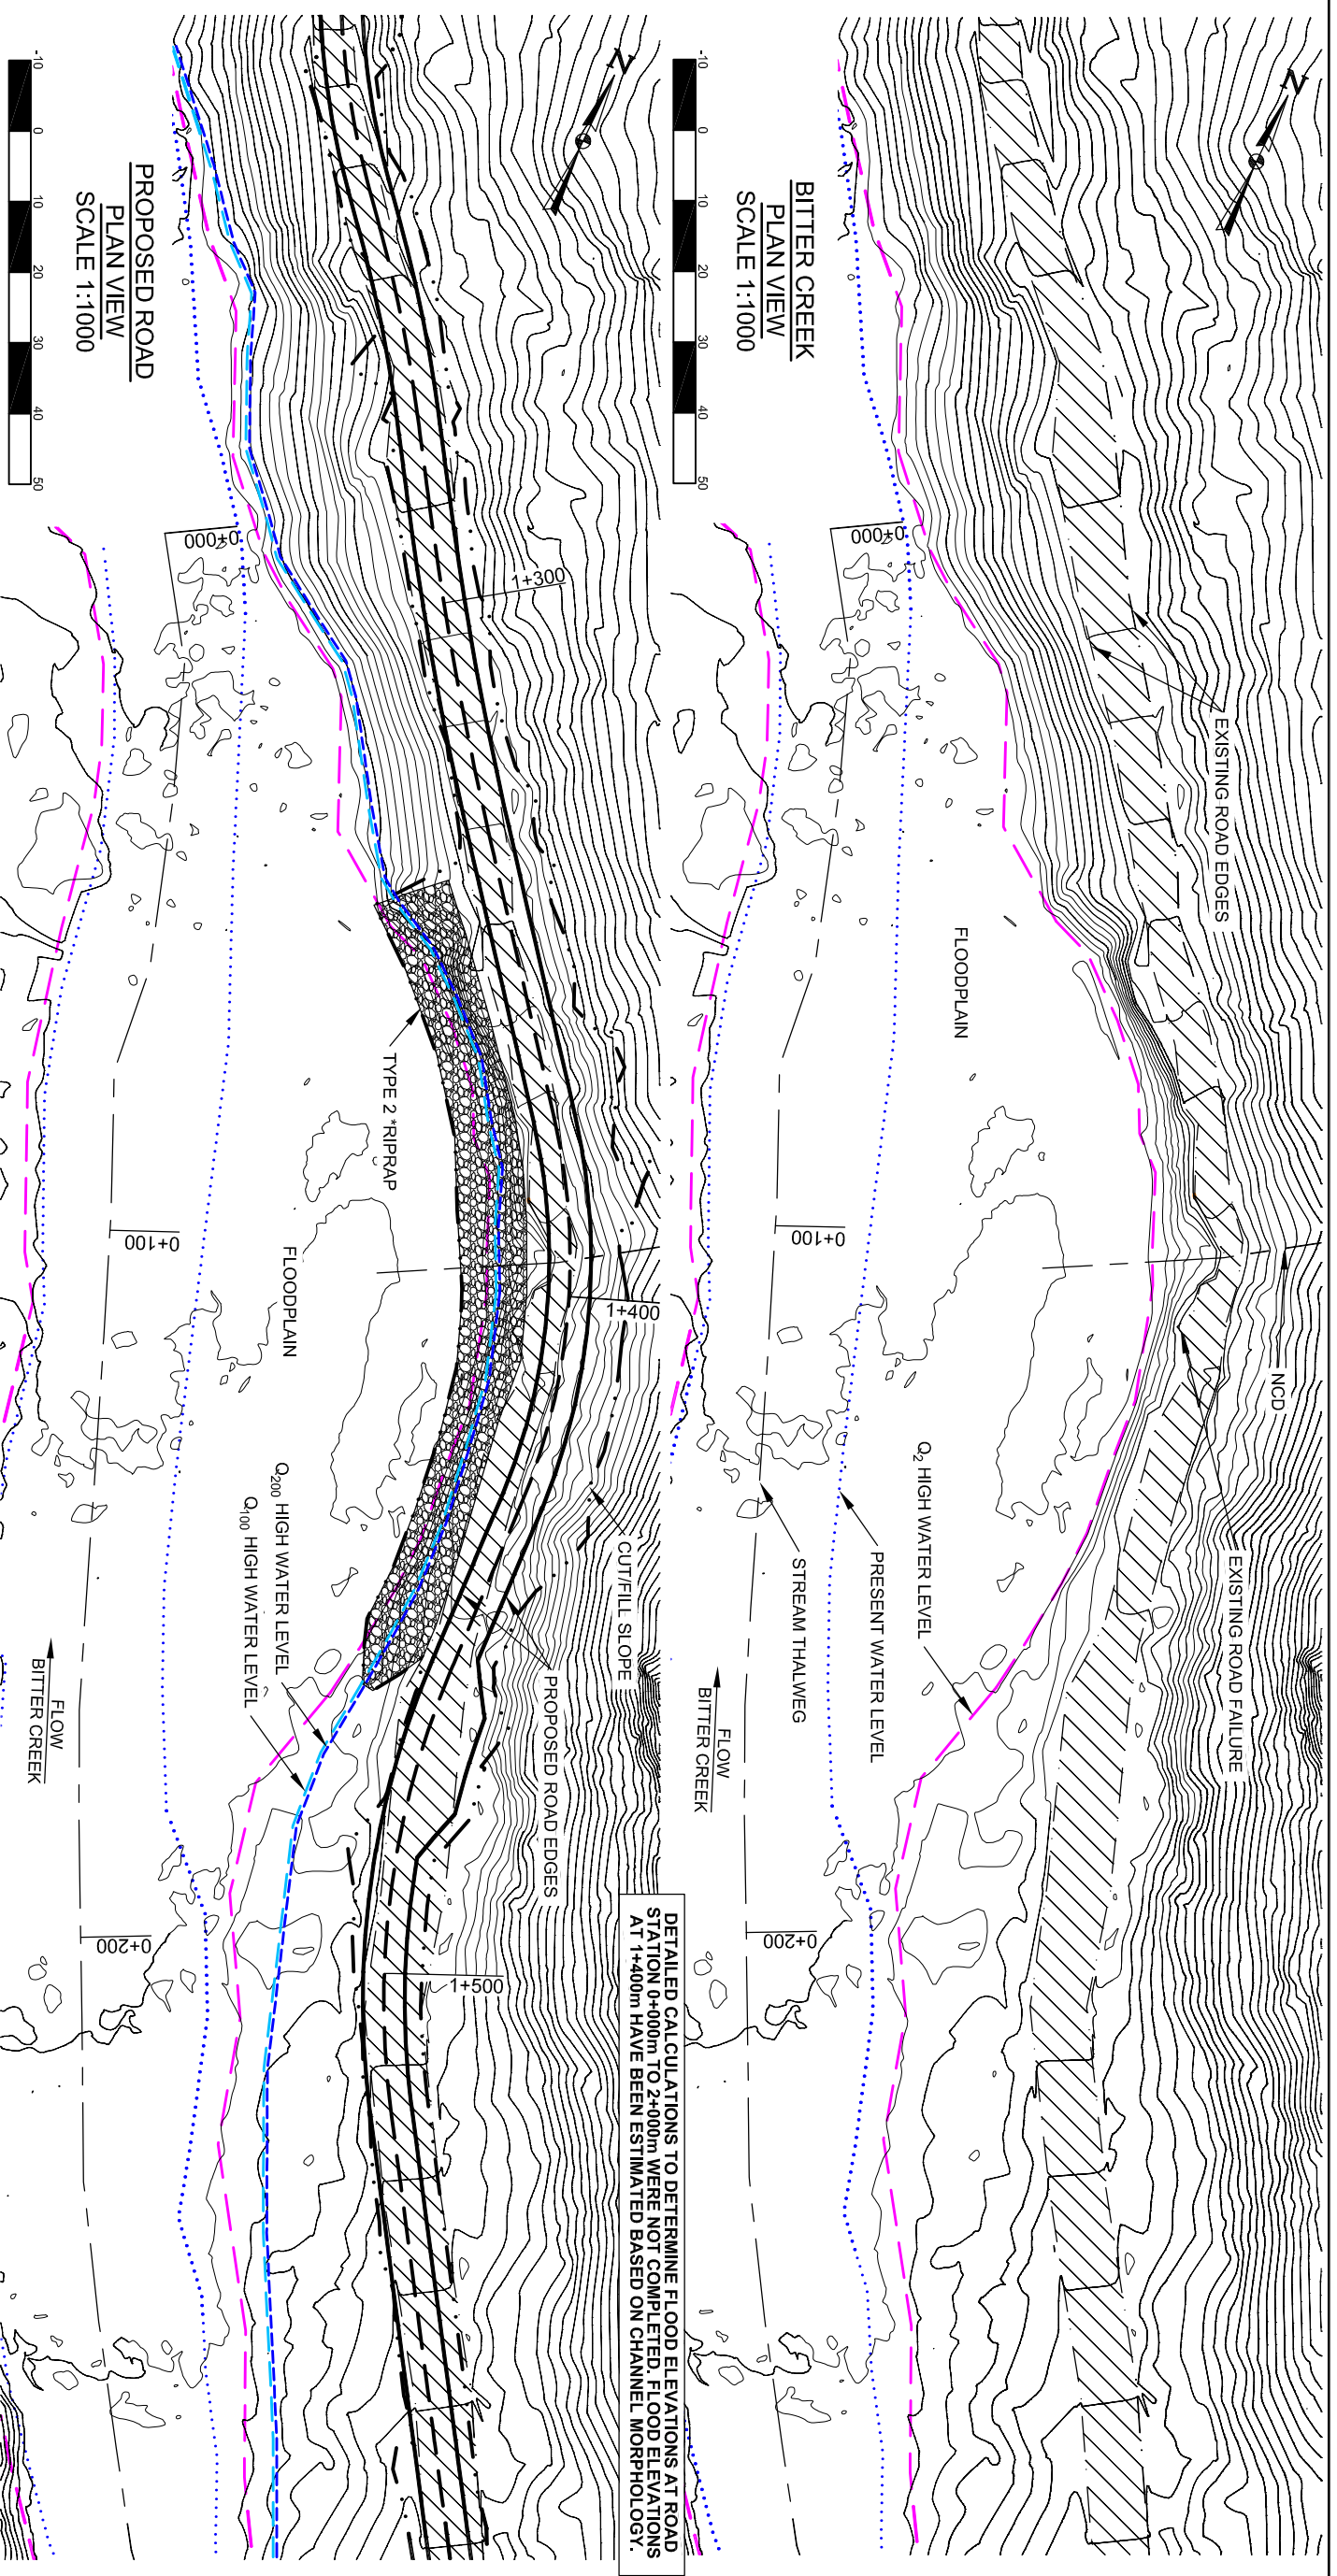 N
EXISTING ROAD EDGES
EXISTING ROAD FAILURE
NCD
FLOODPLAIN
Q2 HIGH WATER LEVEL
PRESENT WATER LEVEL
STREAM THALWEG
FLOW
BITTER CREEK
0+000
0+100
0+200
BITTER CREEK
PLAN VIEW
SCALE 1:1000
-10
0
10
20
30
40
50
N
1+300
1+400
1+500
CUT/FILL SLOPE
PROPOSED ROAD EDGES
TYPE 2 *RIPRAP
FLOODPLAIN
Q200 HIGH WATER LEVEL
Q100 HIGH WATER LEVEL
FLOW
BITTER CREEK
0+000
0+100
0+200
DETAILED CALCULATIONS TO DETERMINE FLOOD ELEVATIONS AT ROAD
STATION 0+000m TO 2+000m WERE NOT COMPLETED. FLOOD ELEVATIONS
AT 1+400m HAVE BEEN ESTIMATED BASED ON CHANNEL MORPHOLOGY.
PROPOSED ROAD
PLAN VIEW
SCALE 1:1000
-10
0
10
20
30
40
50